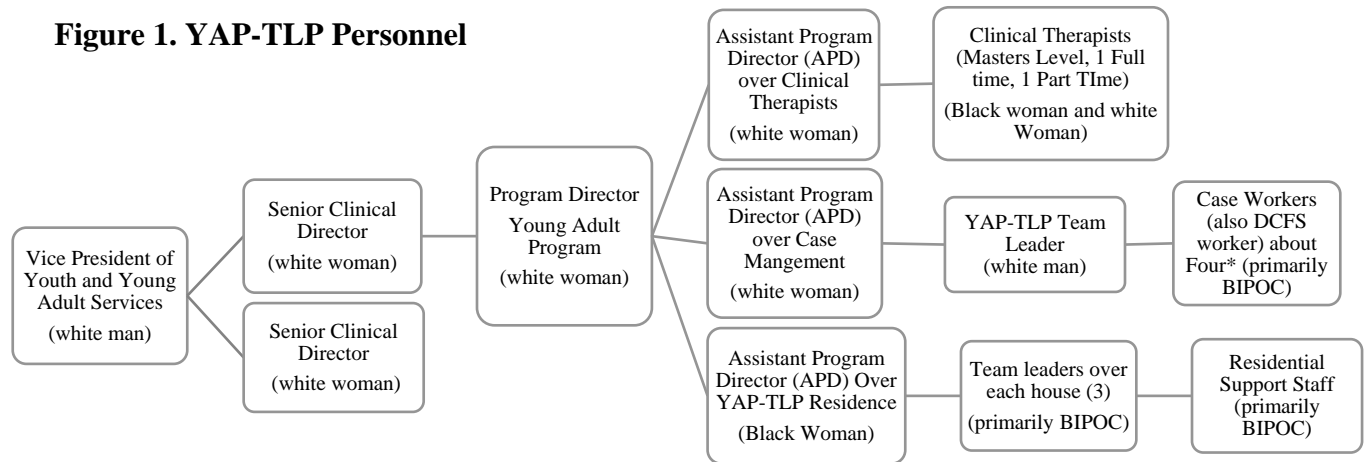 Figure 1. YAP-TLP Personnel
Vice President of
Youth and Young
Adult Services
(white man)
Senior Clinical
Director
(white woman)
Senior Clinical
Director
(white woman)
Program Director
Young Adult
Program
(white woman)
Assistant Program
Director (APD)
over Clinical
Therapists
(white woman)
Clinical Therapists
(Masters Level, 1 Full
time, 1 Part TIme)
(Black woman and white
Woman)
Assistant Program
Director (APD)
over Case
Mangement
(white woman)
YAP-TLP Team
Leader
(white man)
Case Workers
(also DCFS
worker) about
Four* (primarily
BIPOC)
Assistant Program
Director (APD) Over
YAP-TLP Residence
(Black Woman)
Team leaders over
each house (3)
(primarily BIPOC)
Residential
Support Staff
(primarily
BIPOC)